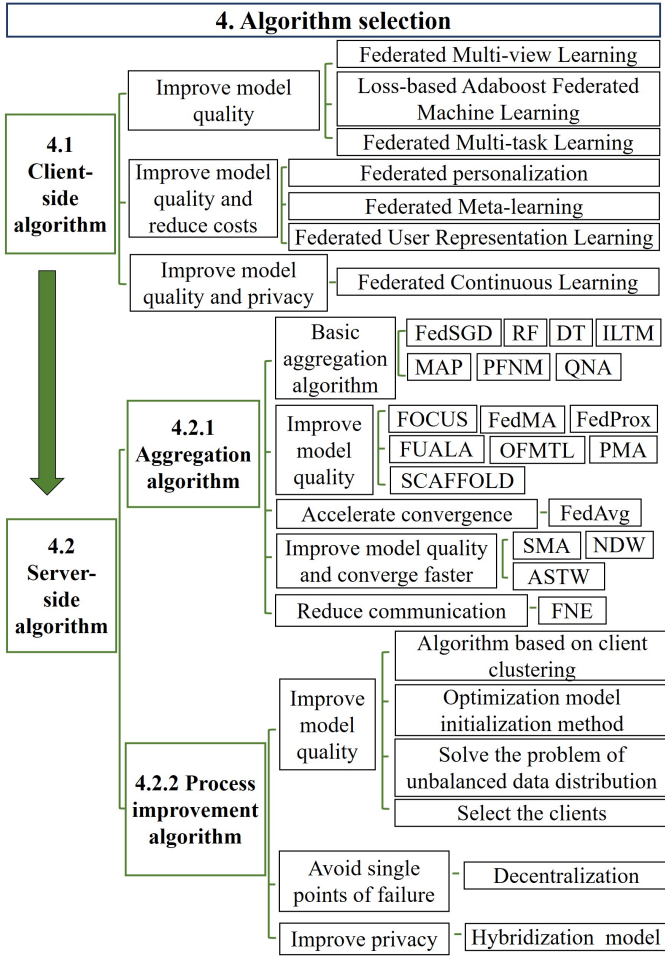 4. Algorithm selection
4.1
Client-
side
algorithm
Improve model
quality
Federated Multi-view Learning
Loss-based Adaboost Federated
Machine Learning
Federated Multi-task Learning
Improve model
quality and
reduce costs
Federated personalization
Federated Meta-learning
Federated User Representation Learning
Improve model
quality and privacy
Federated Continuous Learning
4.2
Server-
side
algorithm
4.2.1
Aggregation
algorithm
Basic
aggregation
algorithm
FedSGD RF DT ILTM
MAP PFNM QNA
Improve
model
quality
FOCUS FedMA FedProx
FUALA OFMTL PMA
SCAFFOLD
Accelerate convergence
FedAvg
Improve model quality
and converge faster
SMA NDW
ASTW
Reduce communication
FNE
4.2.2 Process
improvement
algorithm
Improve
model
quality
Algorithm based on client
clustering
Optimization model
initialization method
Solve the problem of
unbalanced data distribution
Select the clients
Avoid single
points of failure
Decentralization
Improve privacy
Hybridization model